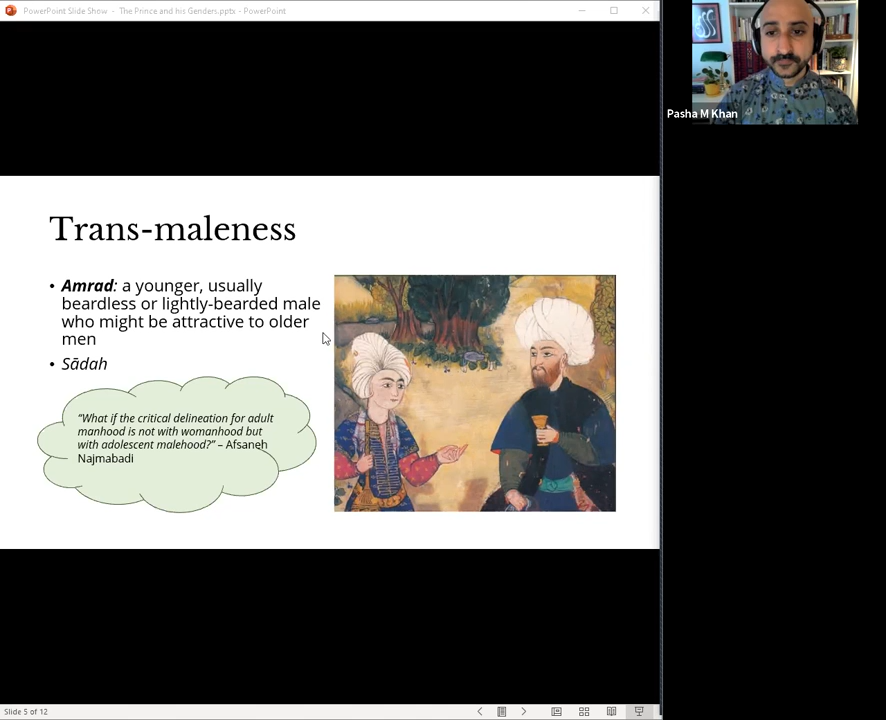 PowerPoint Slide Show - The Prince and his Genders.pptx - PowerPoint
Pasha M Khan
Trans-maleness
• Amrad: a younger, usually
beardless or lightly-bearded male
who might be attractive to older
men
• Sādah
“What if the critical delineation for adult
manhood is not with womanhood but
with adolescent malehood?” – Afsaneh
Najmabadi
Slide 5 of 12